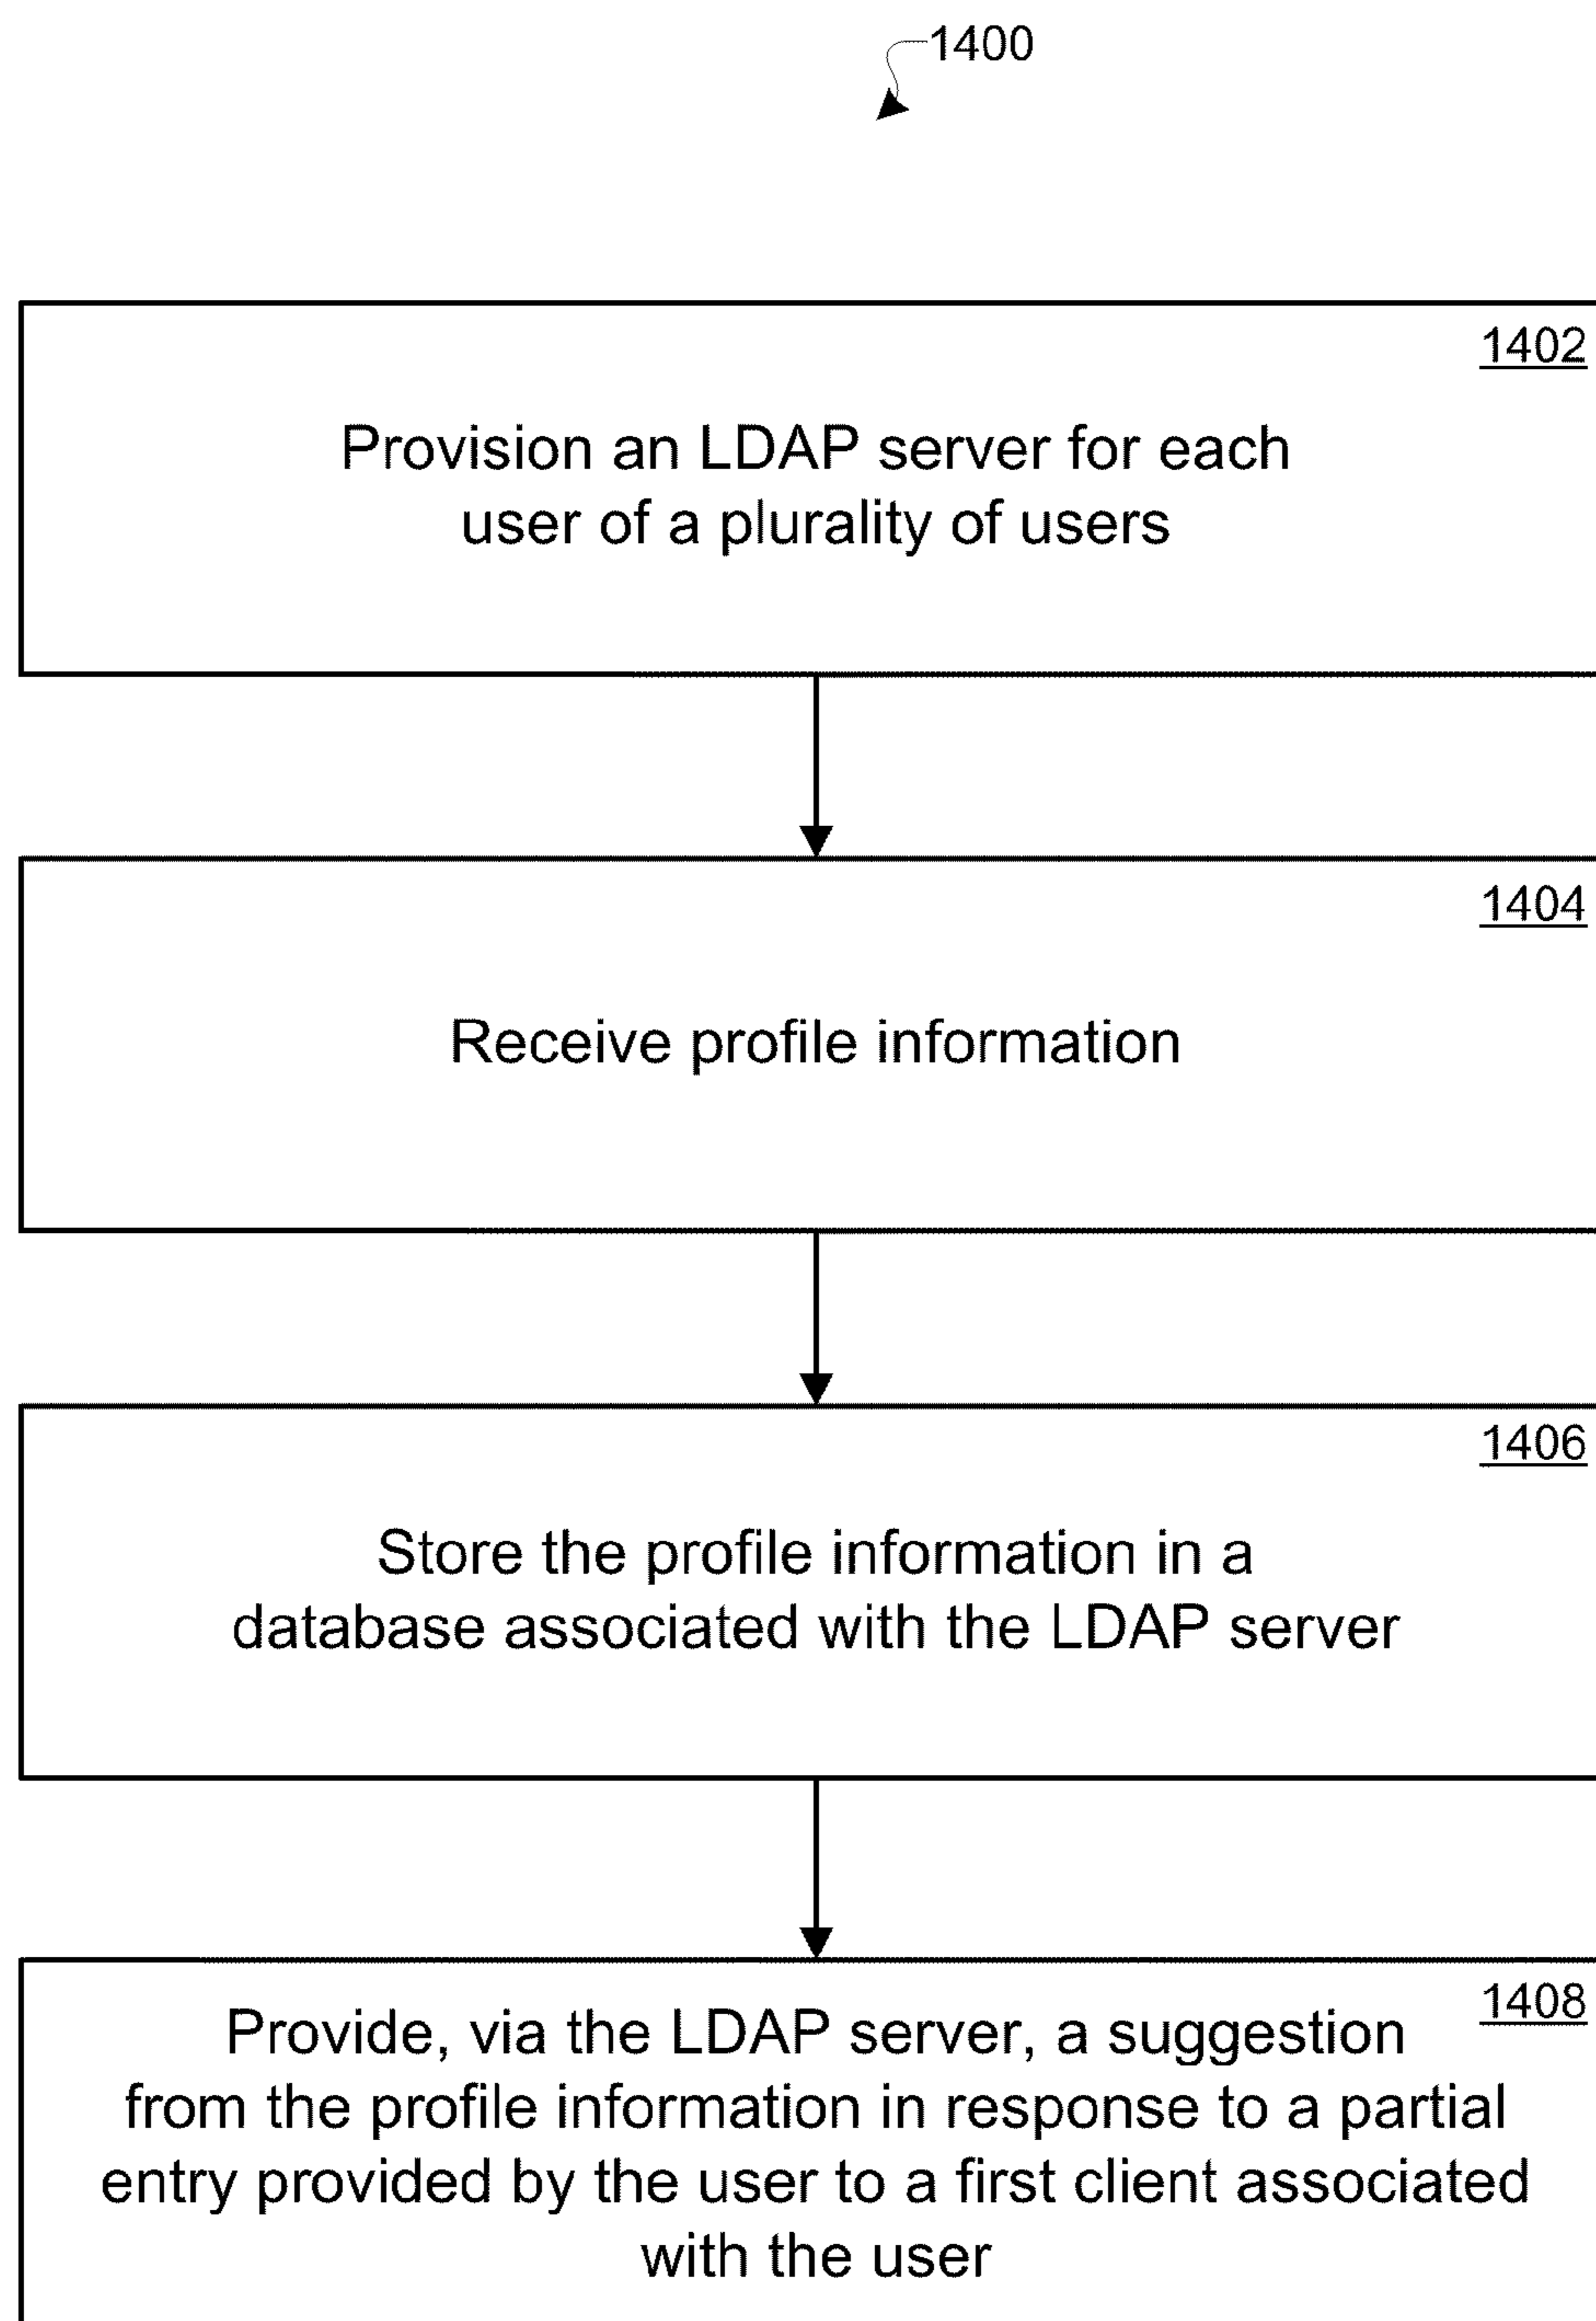 1400
1402
Provision an LDAP server for each
user of a plurality of users
1404
Receive profile information
1406
Store the profile information in a
database associated with the LDAP server
1408
Provide, via the LDAP server, a suggestion
from the profile information in response to a partial
entry provided by the user to a first client associated
with the user